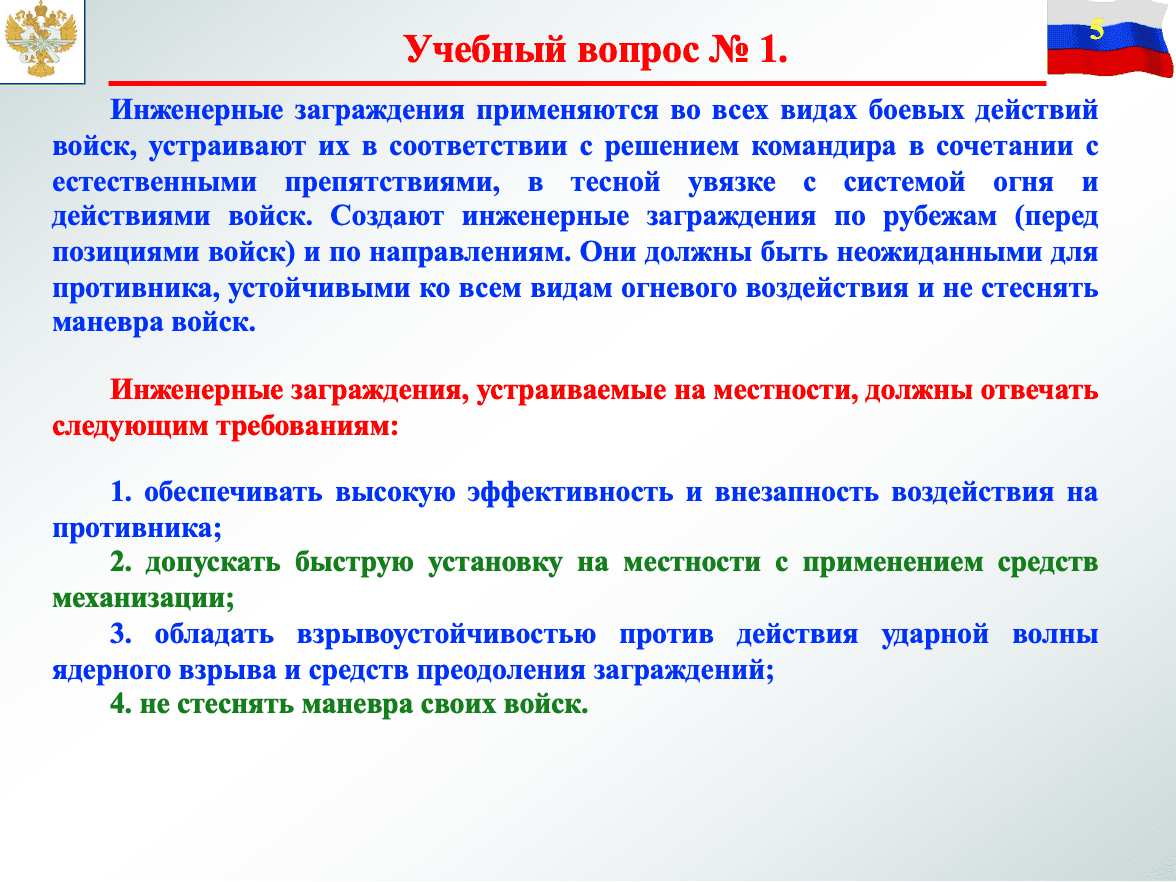 5
Учебный вопрос № 1.
Инженерные заграждения применяются во всех видах боевых действий
войск, устраивают их в соответствии с решением командира в сочетании с
естественными препятствиями, в тесной увязке с системой огня и
действиями войск. Создают инженерные заграждения по рубежам (перед
позициями войск) и по направлениям. Они должны быть неожиданными для
противника, устойчивыми ко всем видам огневого воздействия и не стеснять
маневра войск.
Инженерные заграждения, устраиваемые на местности, должны отвечать
следующим требованиям:
1. обеспечивать высокую эффективность и внезапность воздействия на
противника;
2. допускать быструю установку на местности с применением средств
механизации;
3. обладать взрывоустойчивостью против действия ударной волны
ядерного взрыва и средств преодоления заграждений;
4. не стеснять маневра своих войск.